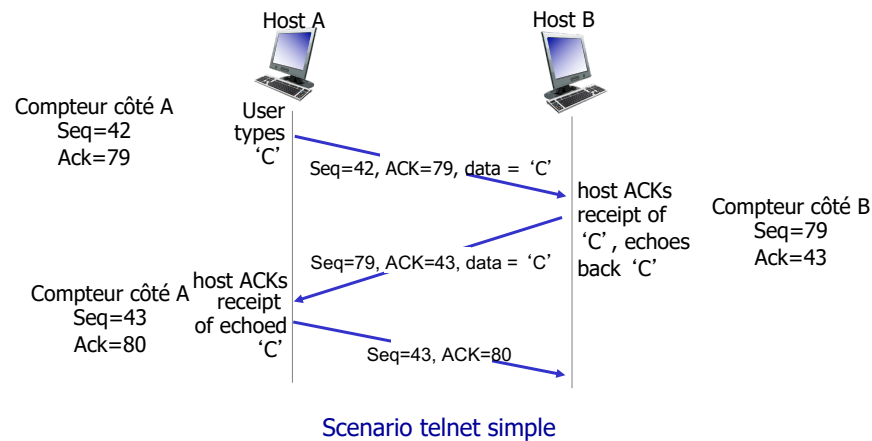 Host A
Host B
Compteur côté A
Seq=42
Ack=79
User
types
‘C’
Seq=42, ACK=79, data = ‘C’
host ACKs
receipt of
‘C’, echoes
back ‘C’
Compteur côté B
Seq=79
Ack=43
Seq=79, ACK=43, data = ‘C’
Compteur côté A
Seq=43
Ack=80
host ACKs
receipt
of echoed
‘C’
Seq=43, ACK=80
Scenario telnet simple